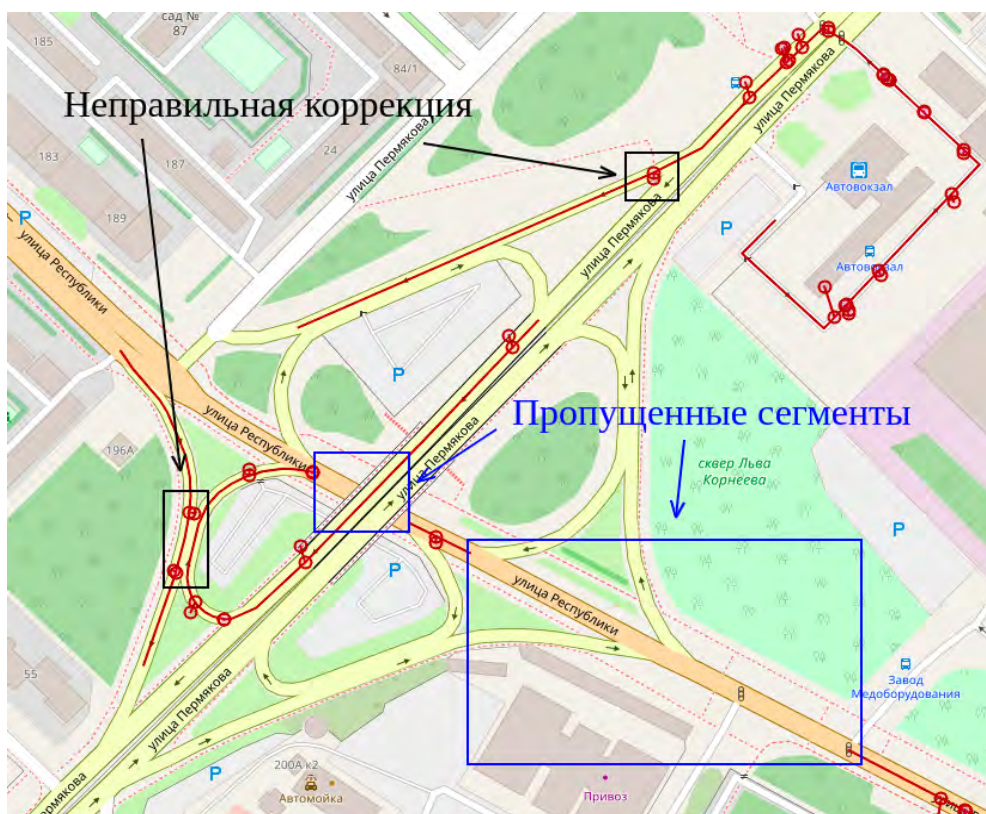 сад №
87
185
84/1
Неправильная коррекция
улица Пермякова
улица Пермякова
183
187
24
Автовокзал
189
P
P
улица Республики
улица Пермякова
Автовокзал
P
Пропущенные сегменты
улица Республики
улица Пермякова
196А
сквер Льва
Корнеева
P
P
улица Республики
55
Завод
Медоборудования
улица Пермякова
200А к2
P
Автомойка
Привоз